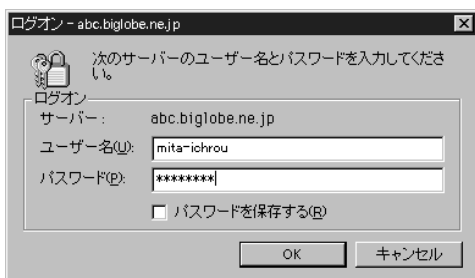 ログオン - abc.biglobe.ne.jp
次のサーバーのユーザー名とパスワードを入力してくださ
い。
ログオン
サーバー： abc.biglobe.ne.jp
ユーザー名(U): mita-ichrou
パスワード(P): ********
パスワードを保存する(R)
OK キャンセル